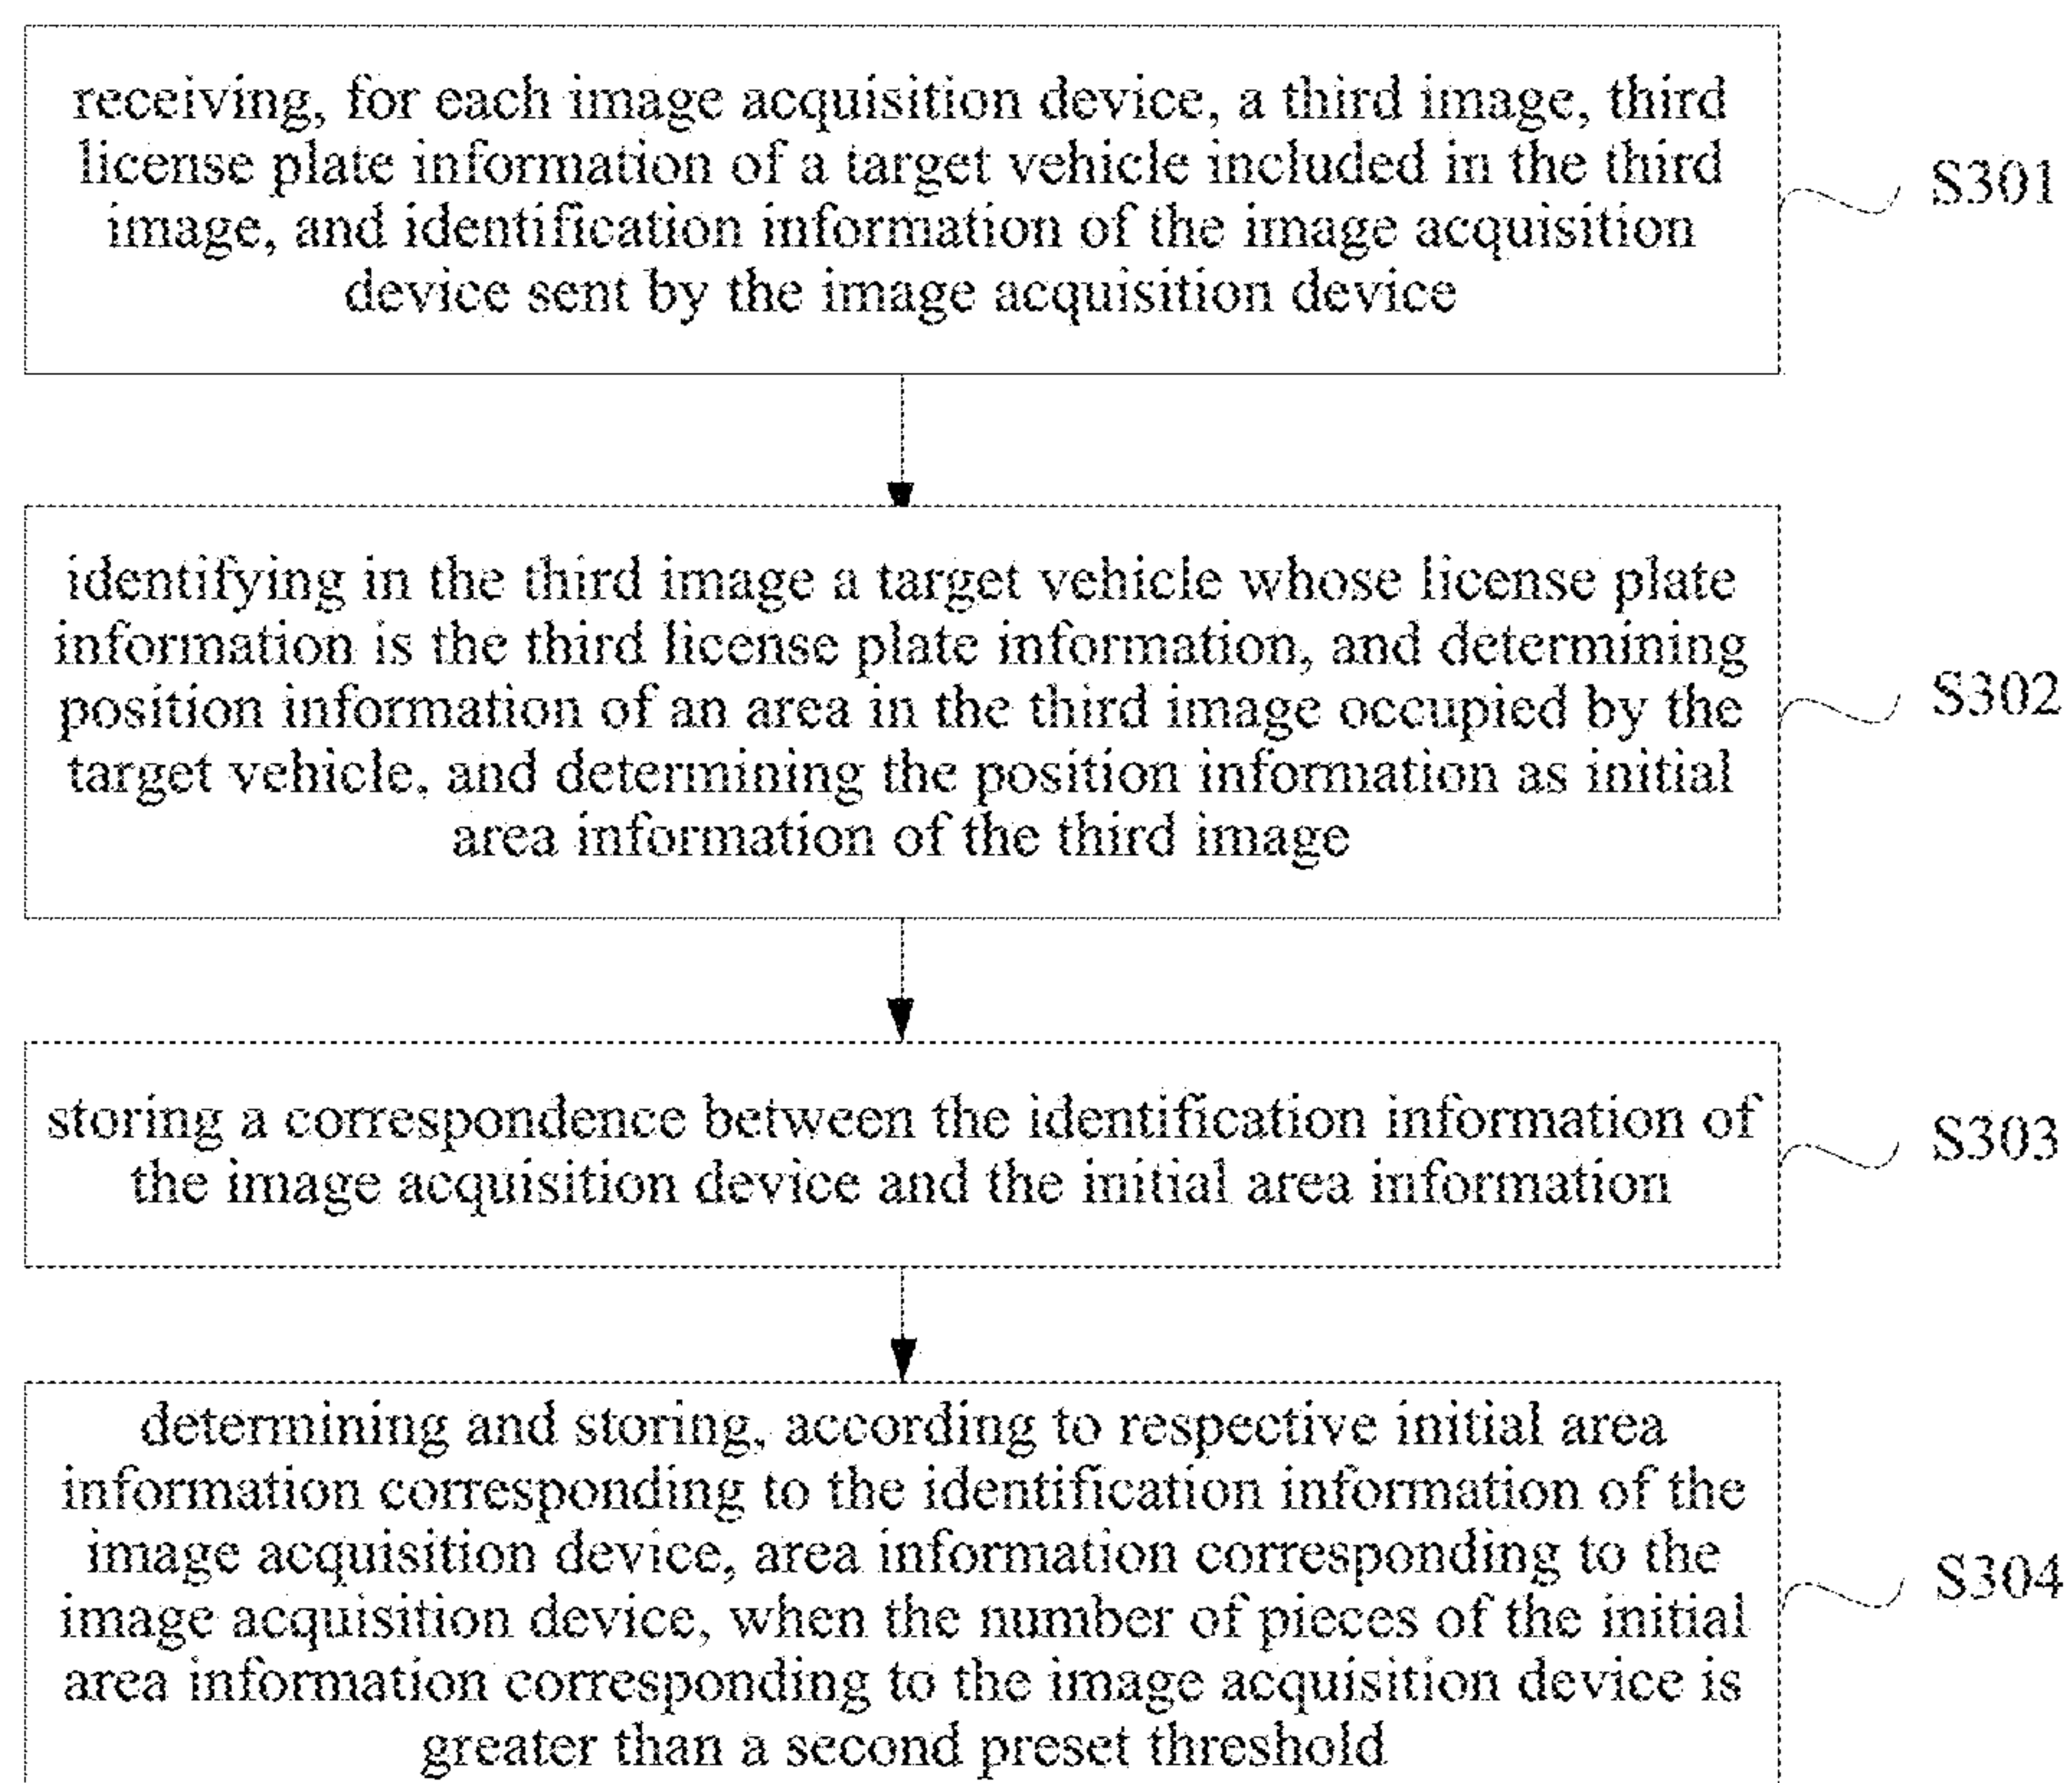 receiving, for each image acquisition device, a third image, third
license plate information of a target vehicle included in the third
image, and identification information of the image acquisition
device sent by the image acquisition device
S301
identifying in the third image a target vehicle whose license plate
information is the third license plate information, and determining
position information of an area in the third image occupied by the
target vehicle, and determining the position information as initial
area information of the third image
S302
storing a correspondence between the identification information of
the image acquisition device and the initial area information
S303
determining and storing, according to respective initial area
information corresponding to the identification information of the
image acquisition device, area information corresponding to the
image acquisition device, when the number of pieces of the initial
area information corresponding to the image acquisition device is
greater than a second preset threshold
S304